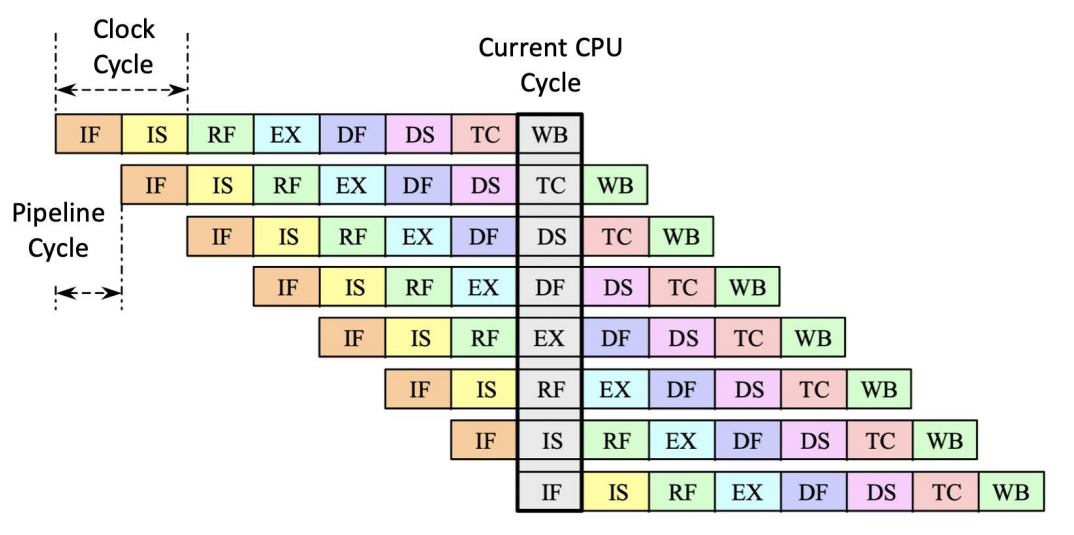 Clock
Cycle
Current CPU
Cycle
IF IS RF EX DF DS TC WB
IF IS RF EX DF DS TC WB
Pipeline
Cycle
IF IS RF EX DF DS TC WB
IF IS RF EX DF DS TC WB
IF IS RF EX DF DS TC WB
IF IS RF EX DF DS TC WB
IF IS RF EX DF DS TC WB
IF IS RF EX DF DS TC WB